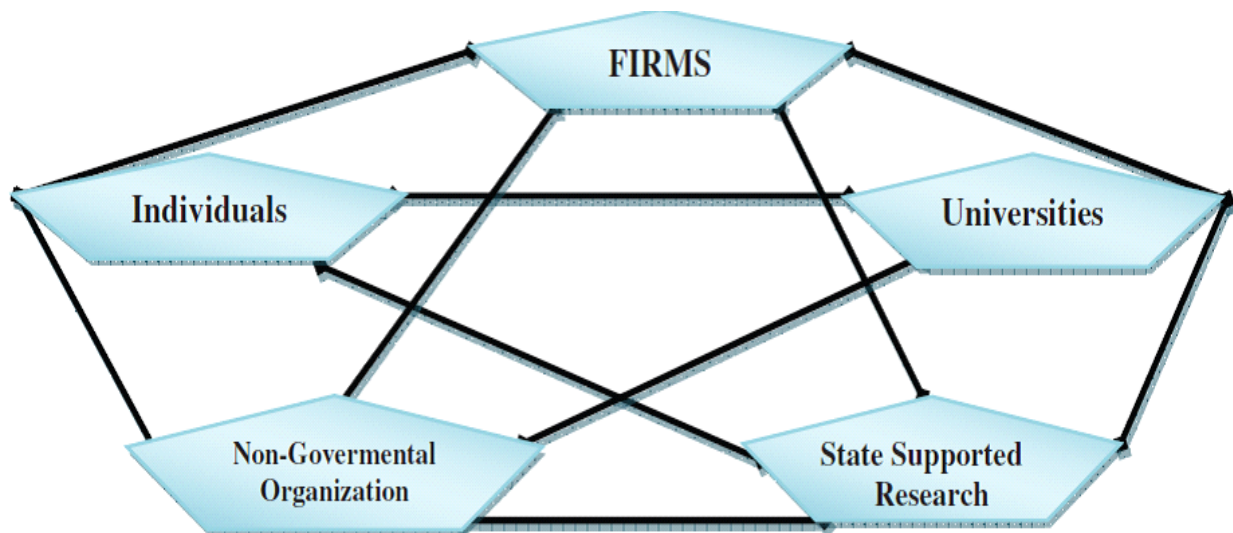 FIRMS
Individuals
Universities
Non-Govermental
Organization
State Supported
Research